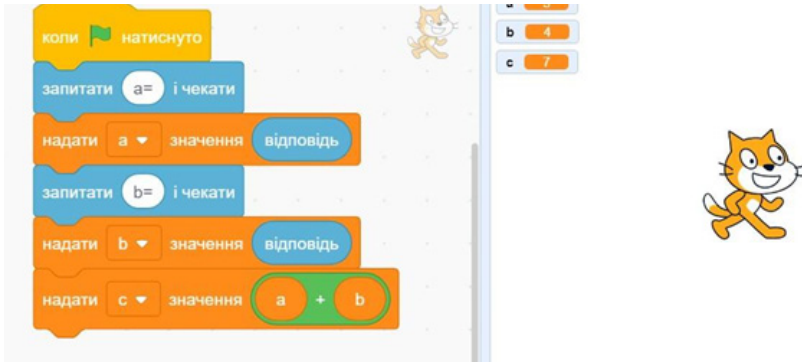 коли натиснуто
запитати a= і чекати
надати a значення відповідь
запитати b= і чекати
надати b значення відповідь
надати c значення a + b
b 4
c 7